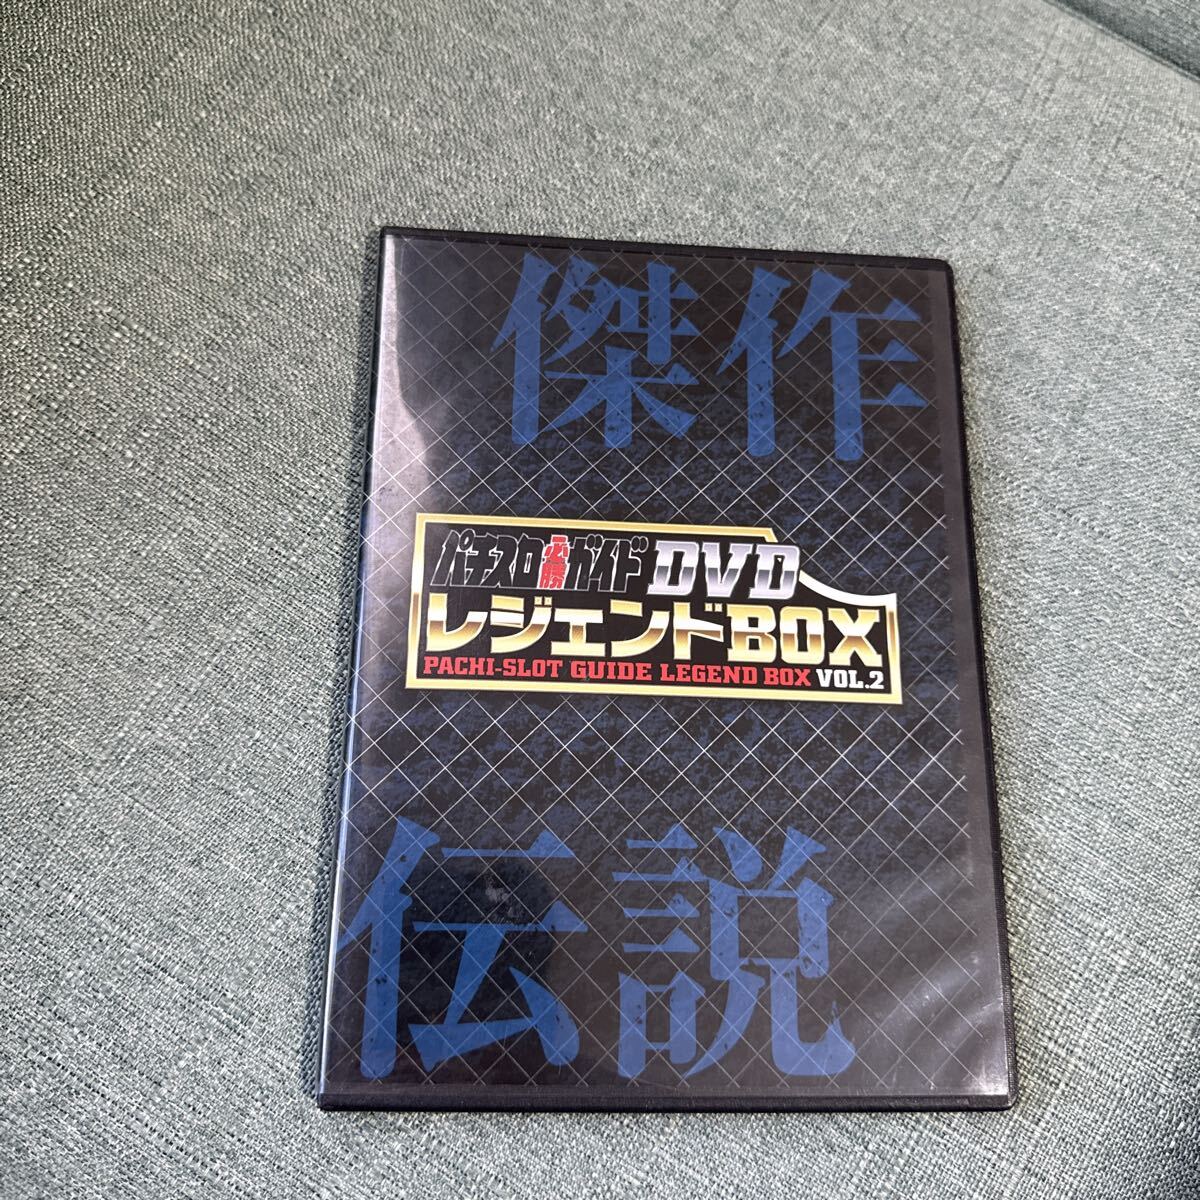 傑作
パチスロ必勝ガイドDVD
レジェンドBOX
PACHI-SLOT GUIDE LEGEND BOX VOL.2
伝説